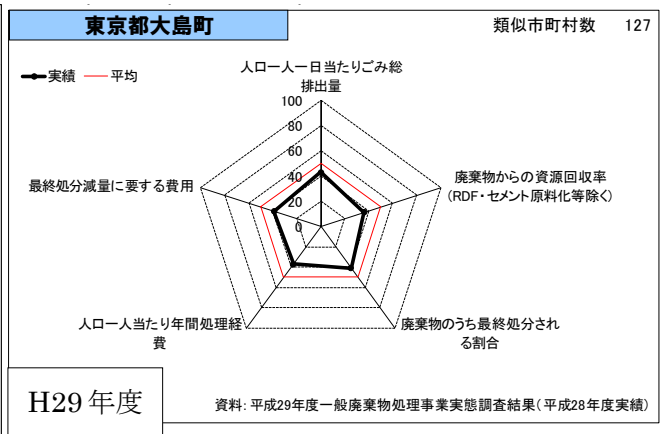 東京都大島町
類似市町村数 127
実績 平均
人口一人一日当たりごみ総
排出量
100
80
60
40
20
0
廃棄物からの資源回収率
(RDF・セメント原料化等除く)
最終処分減量に要する費用
人口一人当たり年間処理経
費
廃棄物のうち最終処分され
る割合
H29年度
資料:平成29年度一般廃棄物処理事業実態調査結果(平成28年度実績)